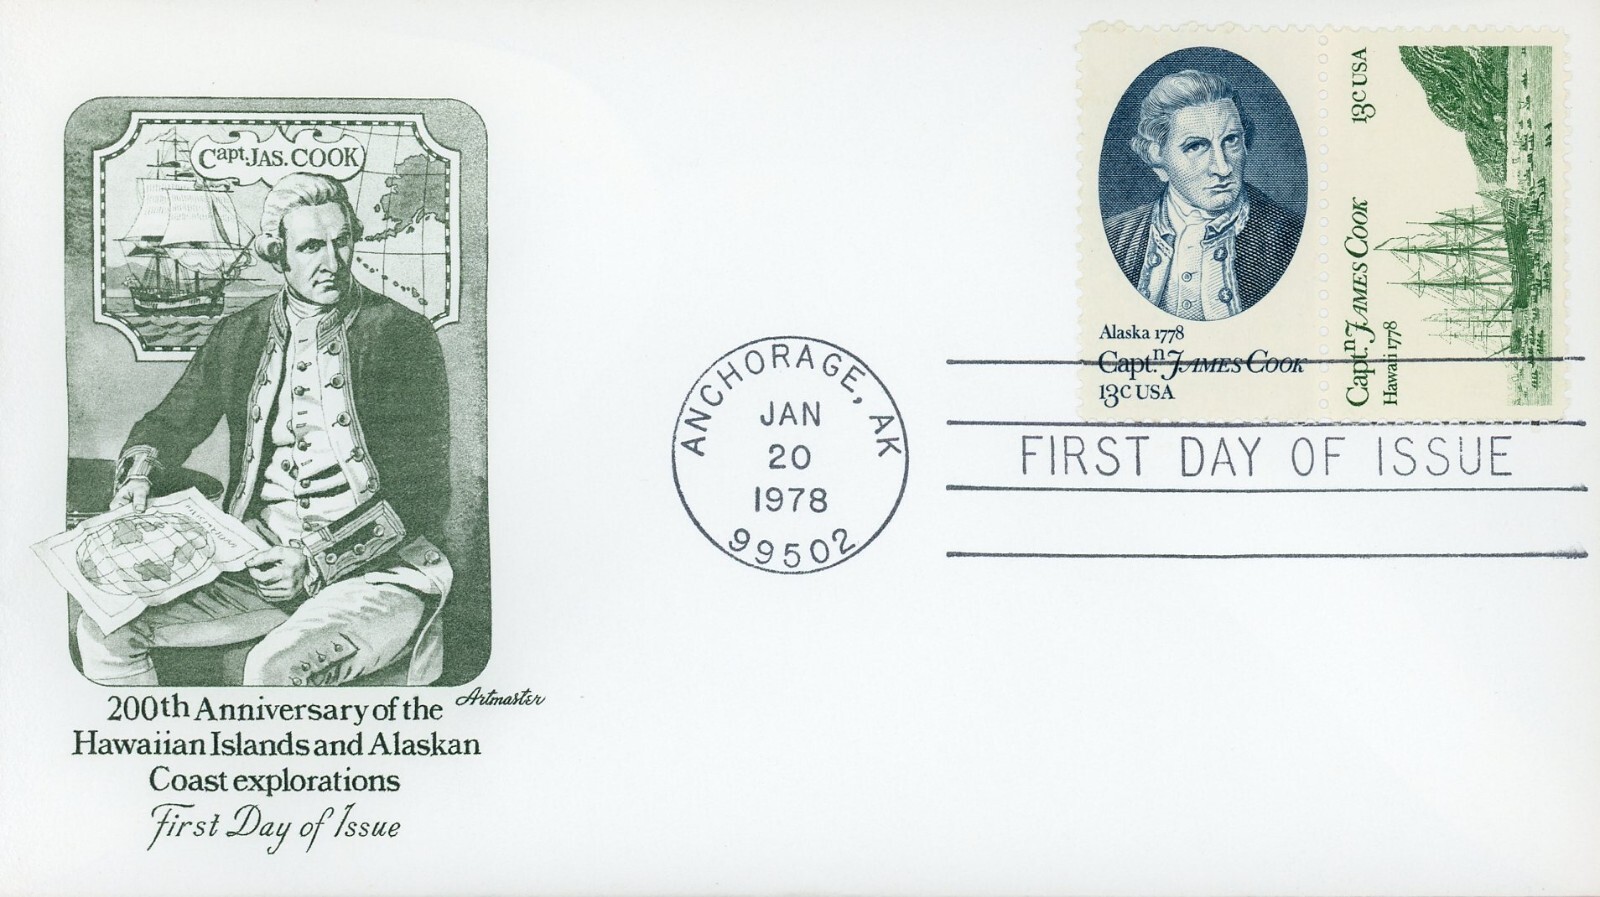 Capt. JAS. COOK
200th Anniversary of the
Hawaiian Islands and Alaskan
Coast explorations
First Day of Issue
Artmaster
ANCHORAGE, AK
JAN
20
1978
99502
Alaska 1778
Captn. JAMES COOK
13c USA
Captn. JAMES COOK
Hawaii 1778
13c USA
FIRST DAY OF ISSUE